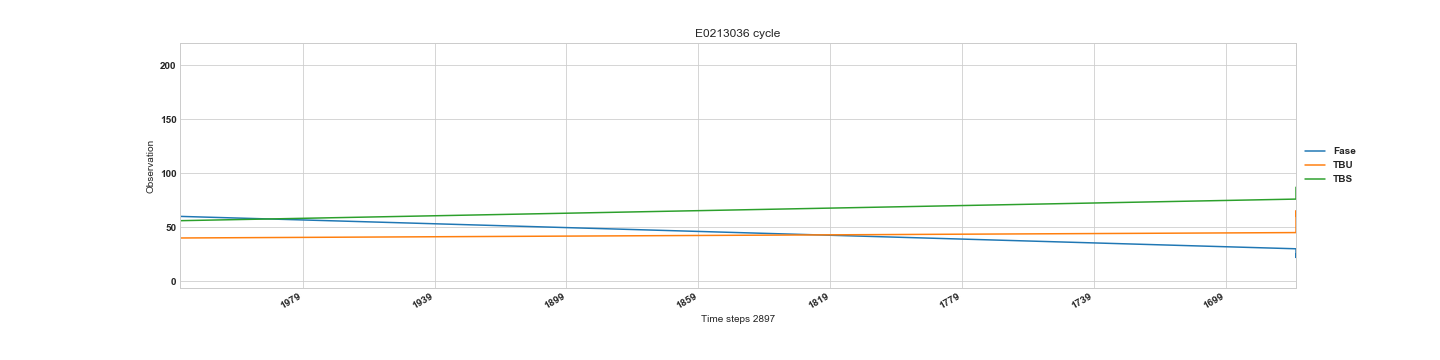 E0213036 cycle
200
150
100
50
0
Observation
1979
1939
1899
1859
1819
1779
1739
1699
Time steps 2897
Fase
TBU
TBS